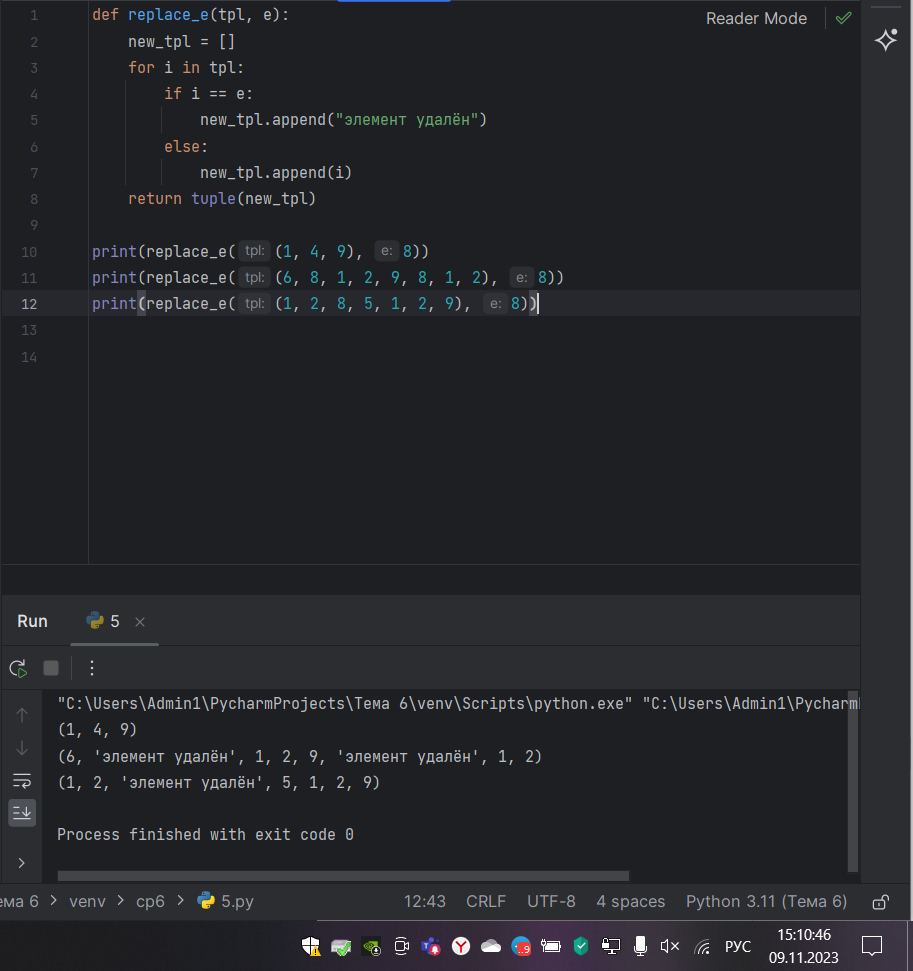 Reader Mode
1 def replace_e(tpl, e):
2     new_tpl = []
3     for i in tpl:
4         if i == e:
5             new_tpl.append("элемент удалён")
6         else:
7             new_tpl.append(i)
8     return tuple(new_tpl)
9
10 print(replace_e( tpl: (1, 4, 9), e: 8))
11 print(replace_e( tpl: (6, 8, 1, 2, 9, 8, 1, 2), e: 8))
12 print(replace_e( tpl: (1, 2, 8, 5, 1, 2, 9), e: 8))
13
14
Run 5 ×
"C:\Users\Admin1\PycharmProjects\Тема 6\venv\Scripts\python.exe" "C:\Users\Admin1\Pycharm
(1, 4, 9)
(6, 'элемент удалён', 1, 2, 9, 'элемент удалён', 1, 2)
(1, 2, 'элемент удалён', 5, 1, 2, 9)
Process finished with exit code 0
ема 6 > venv > ср6 > 5.py 12:43 CRLF UTF-8 4 spaces Python 3.11 (Тема 6)
9 РУС 15:10:46
09.11.2023